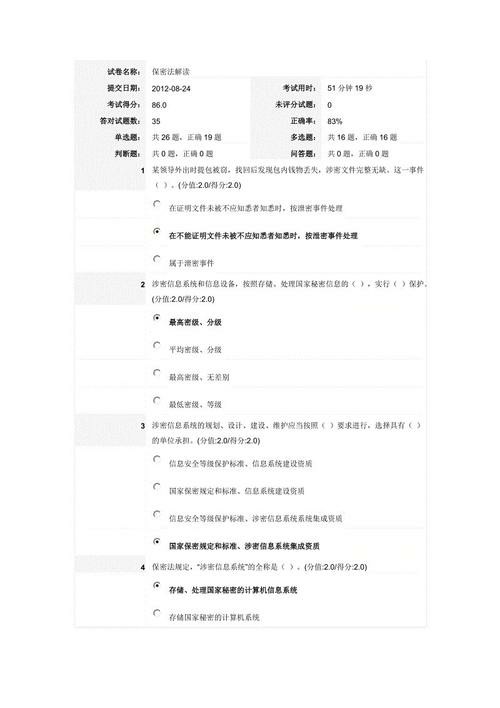 试卷名称： 保密法解读
提交日期： 2012-08-24 考试用时： 51 分钟 19 秒
考试得分： 86.0 未评分试题： 0
答对试题数： 35 正确率： 83%
单选题： 共 26 题，正确 19 题 多选题： 共 16 题，正确 16 题
判断题： 共 0 题，正确 0 题 问答题： 共 0 题，正确 0 题
1 某领导外出时提包被窃，找回后发现包内钱物丢失，涉密文件完整无缺。这一事件
（ ）。(分值:2.0/得分:2.0)
在证明文件未被不应知悉者知悉时，按泄密事件处理
在不能证明文件未被不应知悉者知悉时，按泄密事件处理
属于泄密事件
2 涉密信息系统和信息设备，按照存储、处理国家秘密信息的（ ），实行（ ）保护。
(分值:2.0/得分:2.0)
最高密级、分级
平均密级、分级
最高密级、无差别
最低密级、等级
3 涉密信息系统的规划、设计、建设、维护应当按照（ ）要求进行，选择具有（ ）
的单位承担。(分值:2.0/得分:2.0)
信息安全等级保护标准、信息系统建设资质
国家保密规定和标准、信息系统建设资质
信息安全等级保护标准、涉密信息系统系统集成资质
国家保密规定和标准、涉密信息系统集成资质
4 保密法规定，“涉密信息系统”的全称是（ ）。(分值:2.0/得分:2.0)
存储、处理国家秘密的计算机信息系统
存储国家秘密的计算机系统